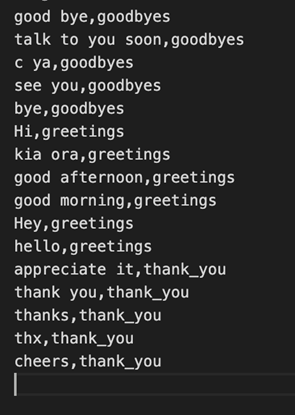 good bye,goodbyes
talk to you soon,goodbyes
c ya,goodbyes
see you,goodbyes
bye,goodbyes
Hi,greetings
kia ora,greetings
good afternoon,greetings
good morning,greetings
Hey,greetings
hello,greetings
appreciate it,thank_you
thank you,thank_you
thanks,thank_you
thx,thank_you
cheers,thank_you